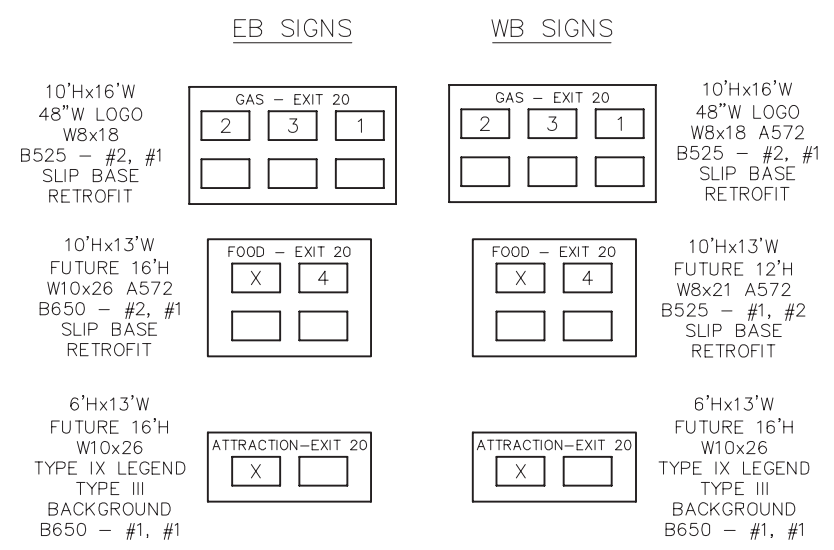 EB SIGNS
WB SIGNS
10'Hx16'W
48"W LOGO
W8x18
B525 – #2, #1
SLIP BASE
RETROFIT
GAS – EXIT 20
2 3 1
GAS – EXIT 20
2 3 1
10'Hx16'W
48"W LOGO
W8x18 A572
B525 – #2, #1
SLIP BASE
RETROFIT
10'Hx13'W
FUTURE 16'H
W10x26 A572
B650 – #2, #1
SLIP BASE
RETROFIT
FOOD – EXIT 20
X 4
FOOD – EXIT 20
X 4
10'Hx13'W
FUTURE 12'H
W8x21 A572
B525 – #1, #2
SLIP BASE
RETROFIT
6'Hx13'W
FUTURE 16'H
W10x26
TYPE IX LEGEND
TYPE III
BACKGROUND
B650 – #1, #1
ATTRACTION–EXIT 20
X
ATTRACTION–EXIT 20
X
6'Hx13'W
FUTURE 16'H
W10x26
TYPE IX LEGEND
TYPE III
BACKGROUND
B650 – #1, #1